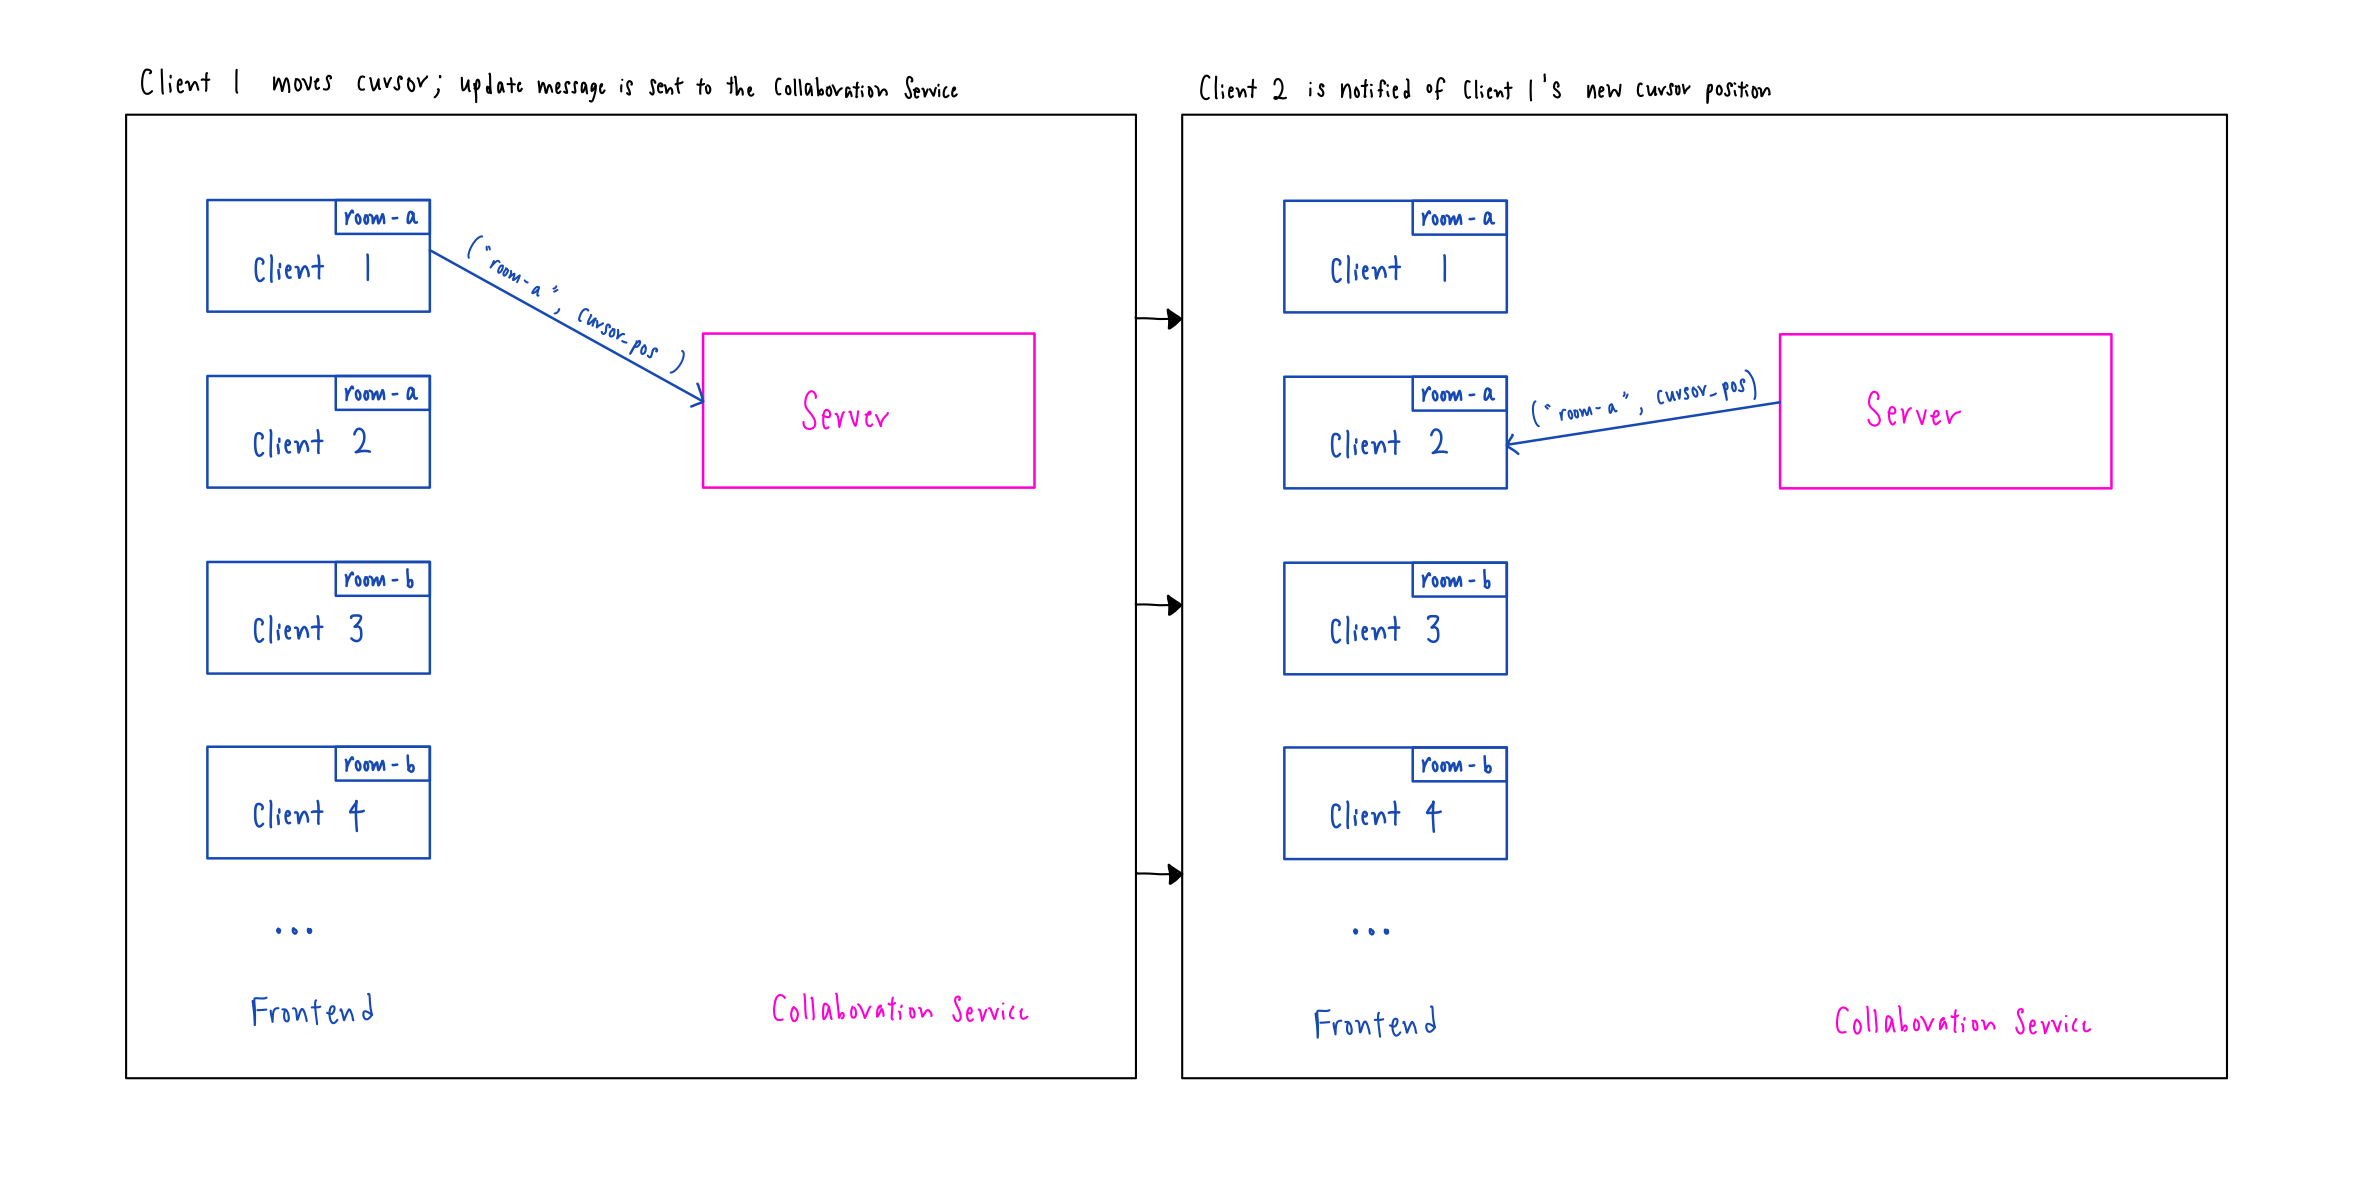 Client 1 moves cursor; update message is sent to the Collaboration Service
room-a
Client 1
("room-a", cursor_pos)
room-a
Client 2
Server
room-b
Client 3
room-b
Client 4
...
Frontend
Collaboration Service
Client 2 is notified of Client 1's new cursor position
room-a
Client 1
room-a
Client 2
("room-a", cursor_pos)
Server
room-b
Client 3
room-b
Client 4
...
Frontend
Collaboration Service